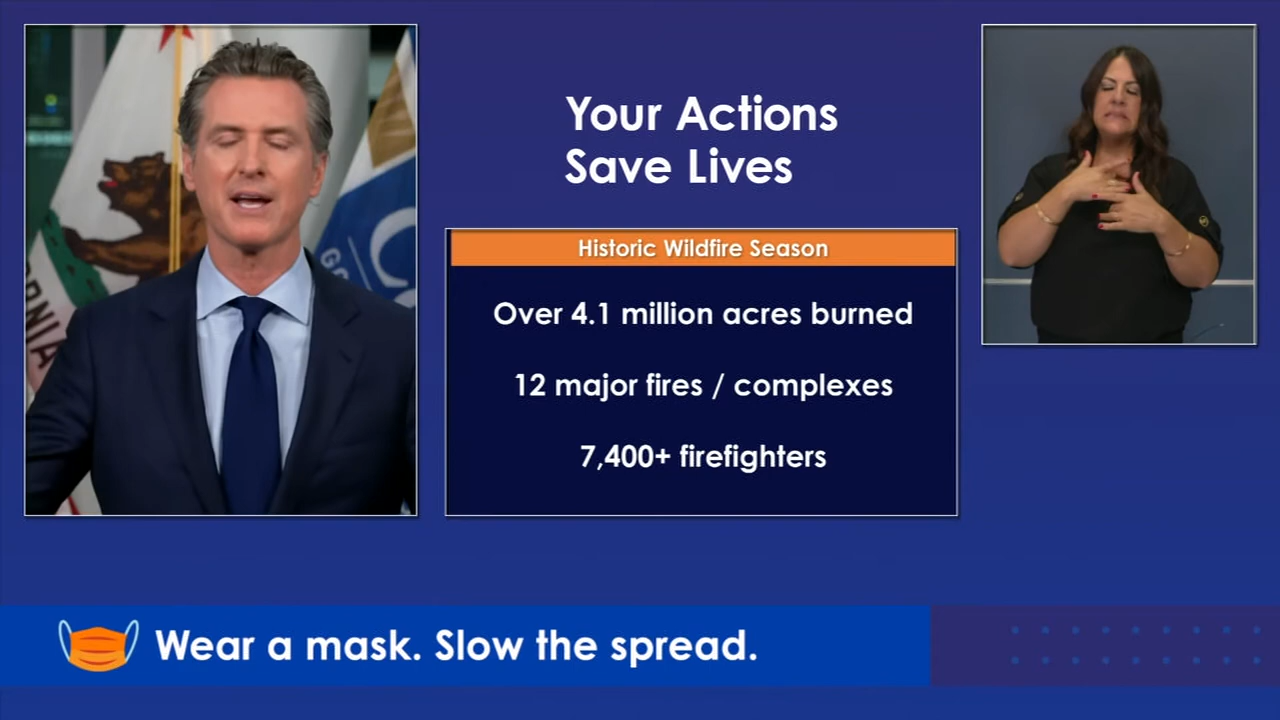 Your Actions
Save Lives
Historic Wildfire Season
Over 4.1 million acres burned
12 major fires / complexes
7,400+ firefighters
Wear a mask. Slow the spread.